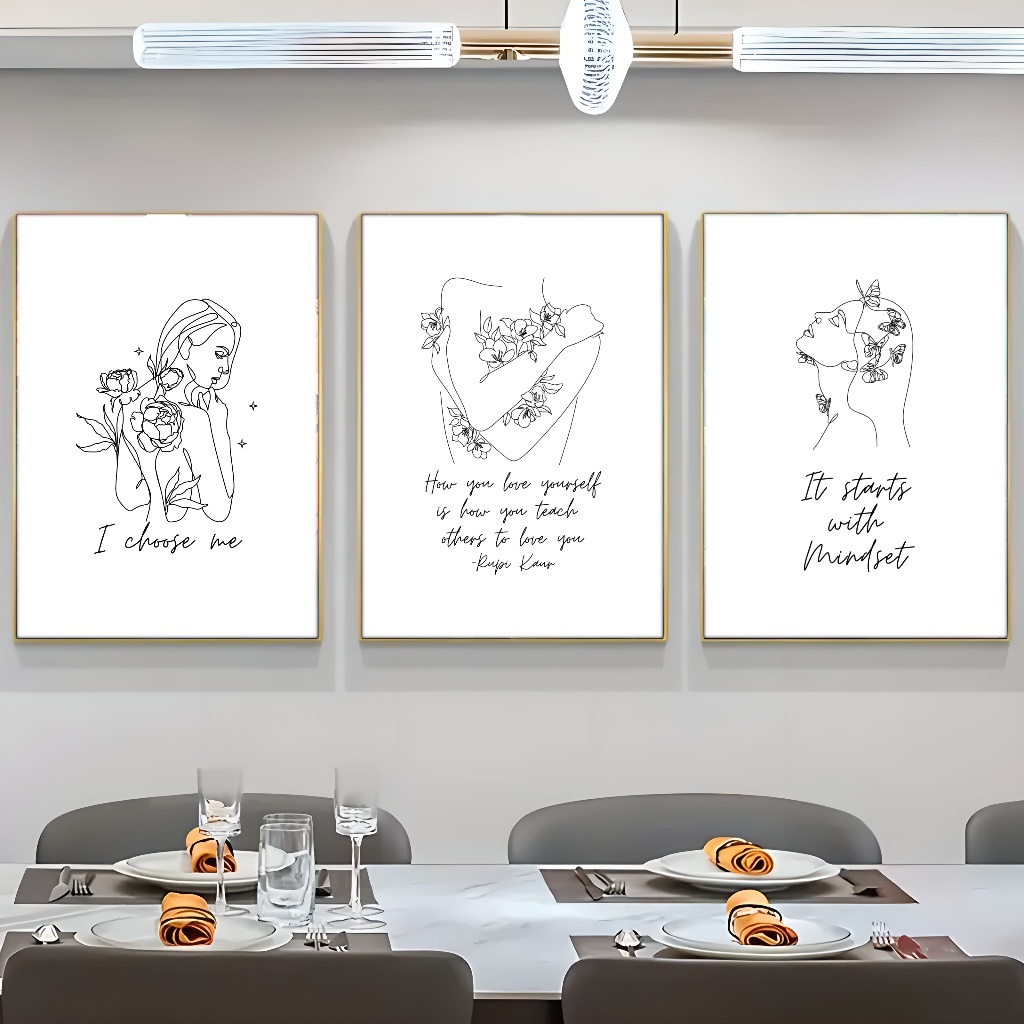 I choose me
How you love yourself
is how you teach
others to love you
-Rupi Kaur
It starts
with
Mindset